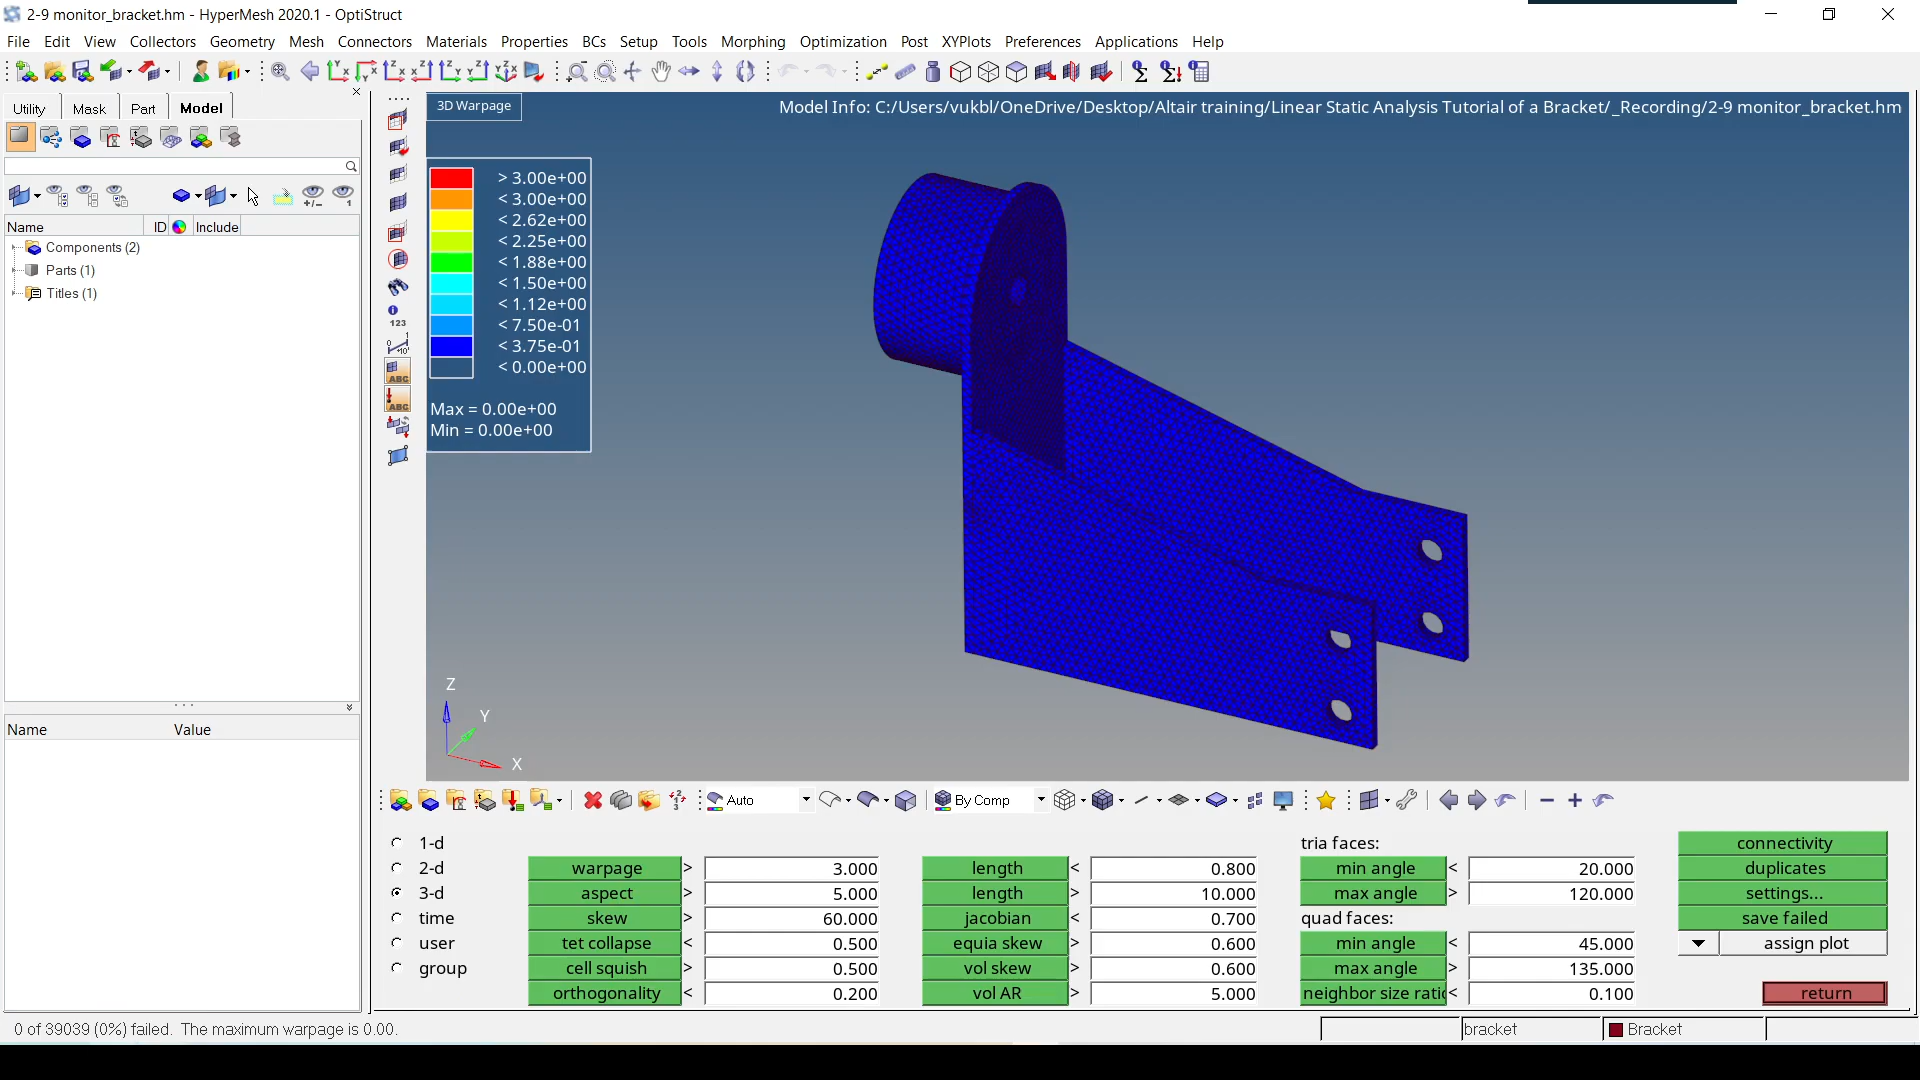 2-9 monitor_bracket.hm - HyperMesh 2020.1 - OptiStruct
File Edit View Collectors Geometry Mesh Connectors Materials Properties BCs Setup Tools Morphing Optimization Post XYPlots Preferences Applications Help
Utility Mask Part Model
3D Warpage
Model Info: C:/Users/vukbl/OneDrive/Desktop/Altair training/Linear Static Analysis Tutorial of a Bracket/_Recording/2-9 monitor_bracket.hm
> 3.00e+00
< 3.00e+00
< 2.62e+00
< 2.25e+00
< 1.88e+00
< 1.50e+00
< 1.12e+00
< 7.50e-01
< 3.75e-01
< 0.00e+00
Max = 0.00e+00
Min = 0.00e+00
Name ID Include
Components (2)
Parts (1)
Titles (1)
123
ABC
ABC
Name Value
Z
Y
X
Auto By Comp
1-d
2-d
3-d
time
user
group
warpage > 3.000
aspect > 5.000
skew > 60.000
tet collapse < 0.500
cell squish > 0.500
orthogonality < 0.200
length < 0.800
length > 10.000
jacobian < 0.700
equia skew > 0.600
vol skew > 0.600
vol AR > 5.000
tria faces:
min angle < 20.000
max angle > 120.000
quad faces:
min angle < 45.000
max angle > 135.000
neighbor size ratio < 0.100
connectivity
duplicates
settings...
save failed
assign plot
return
0 of 39039 (0%) failed. The maximum warpage is 0.00.
bracket
Bracket